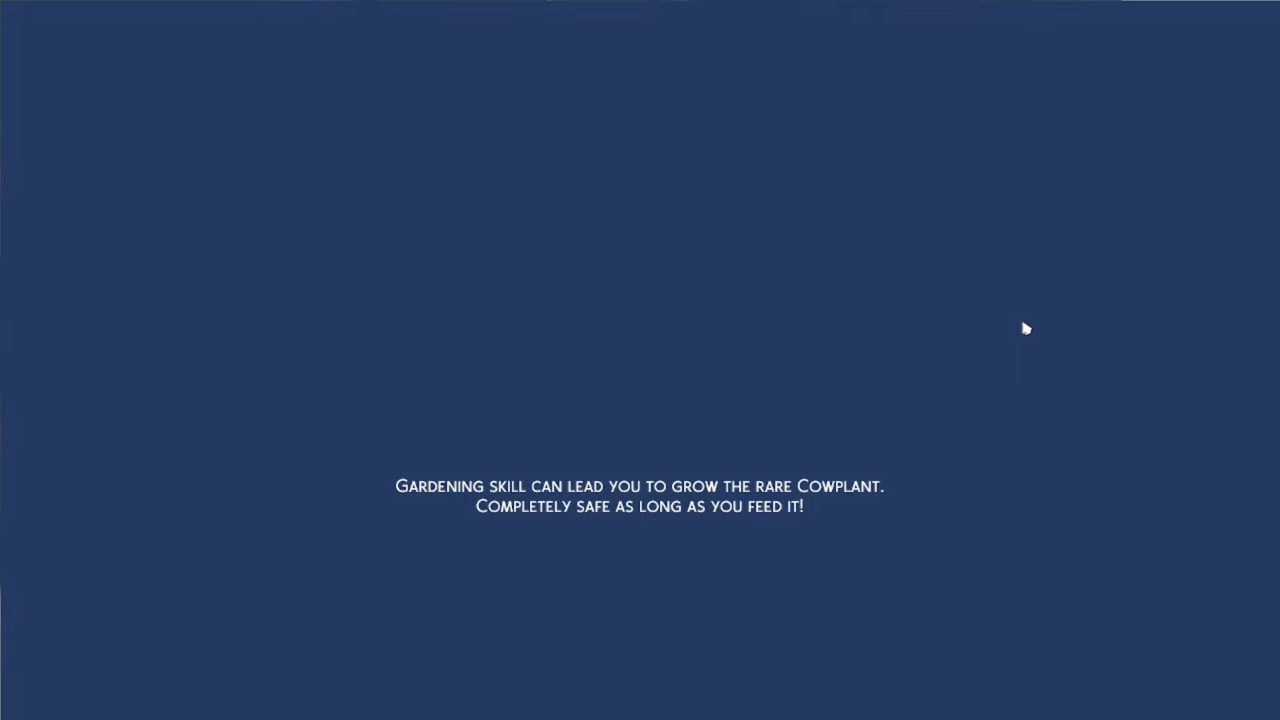 Gardening skill can lead you to grow the rare Cowplant.
Completely safe as long as you feed it!